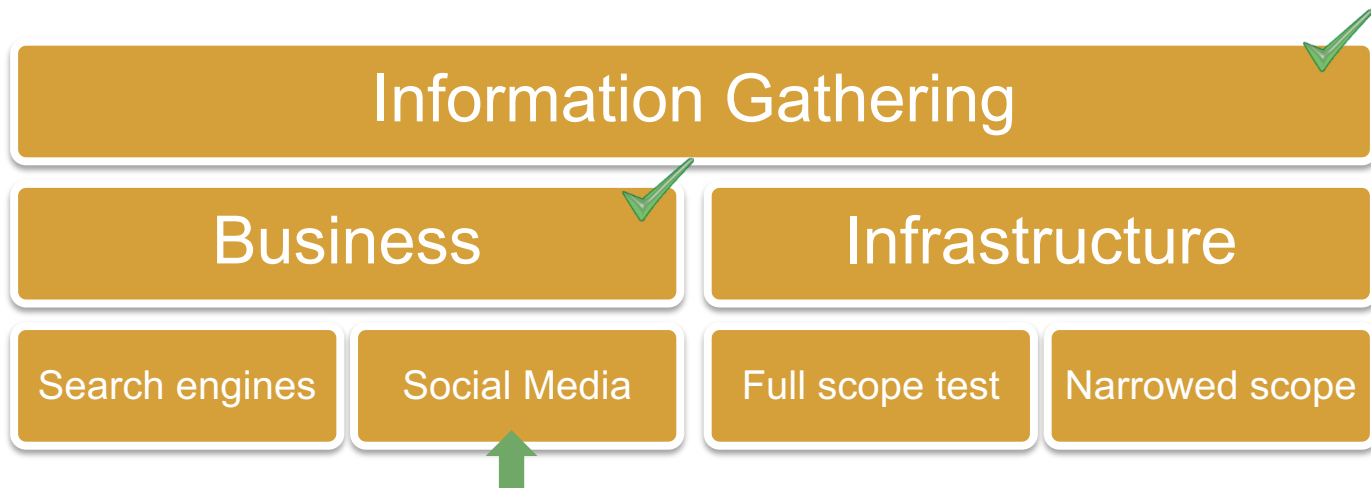 Information Gathering
Business
Infrastructure
Search engines
Social Media
Full scope test
Narrowed scope